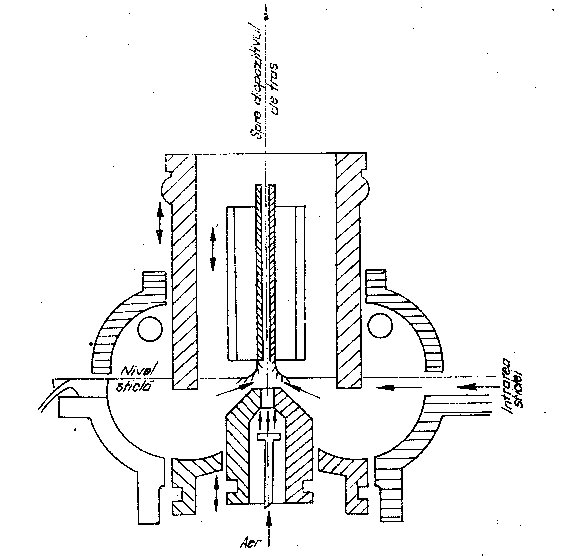 Spre dispozitivul
de tras
Nivel
sticlă
Intrarea
sticlei
Aer